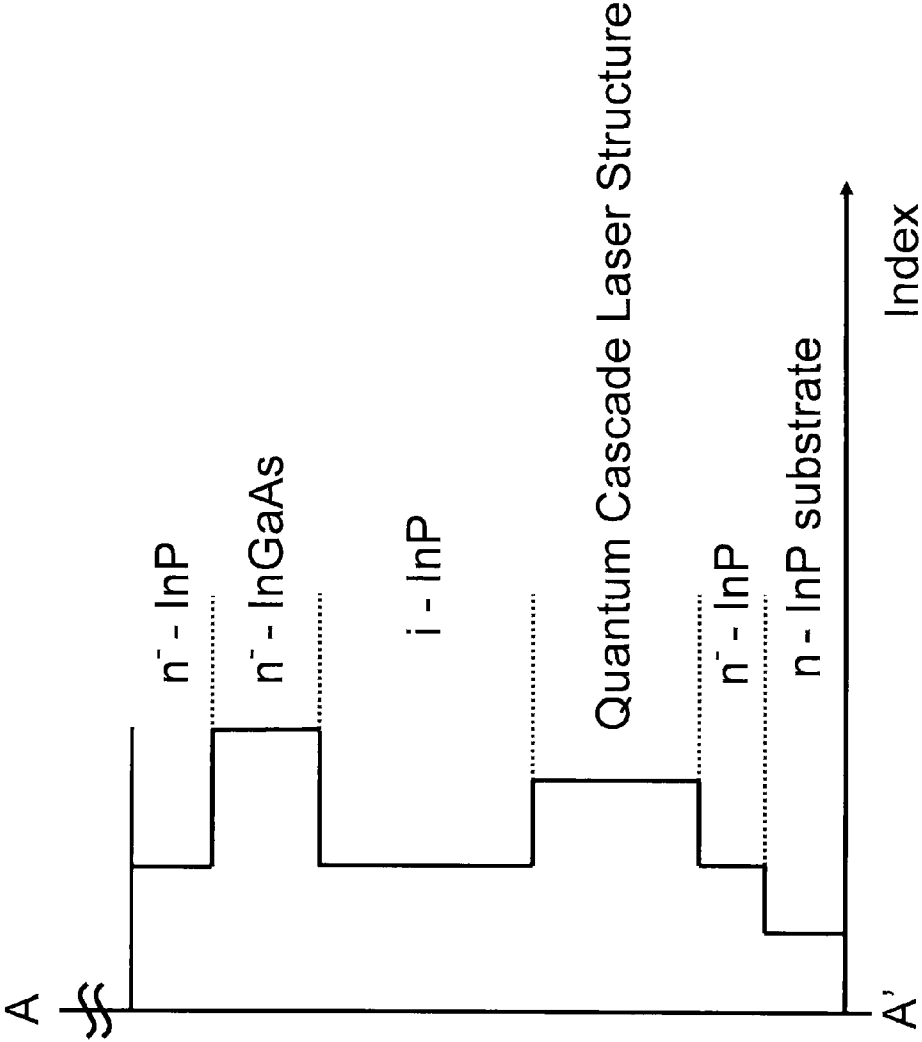 A
n⁻ - InP
n⁻ - InGaAs
i - InP
Quantum Cascade Laser Structure
n⁻ - InP
n - InP substrate
Index
A'